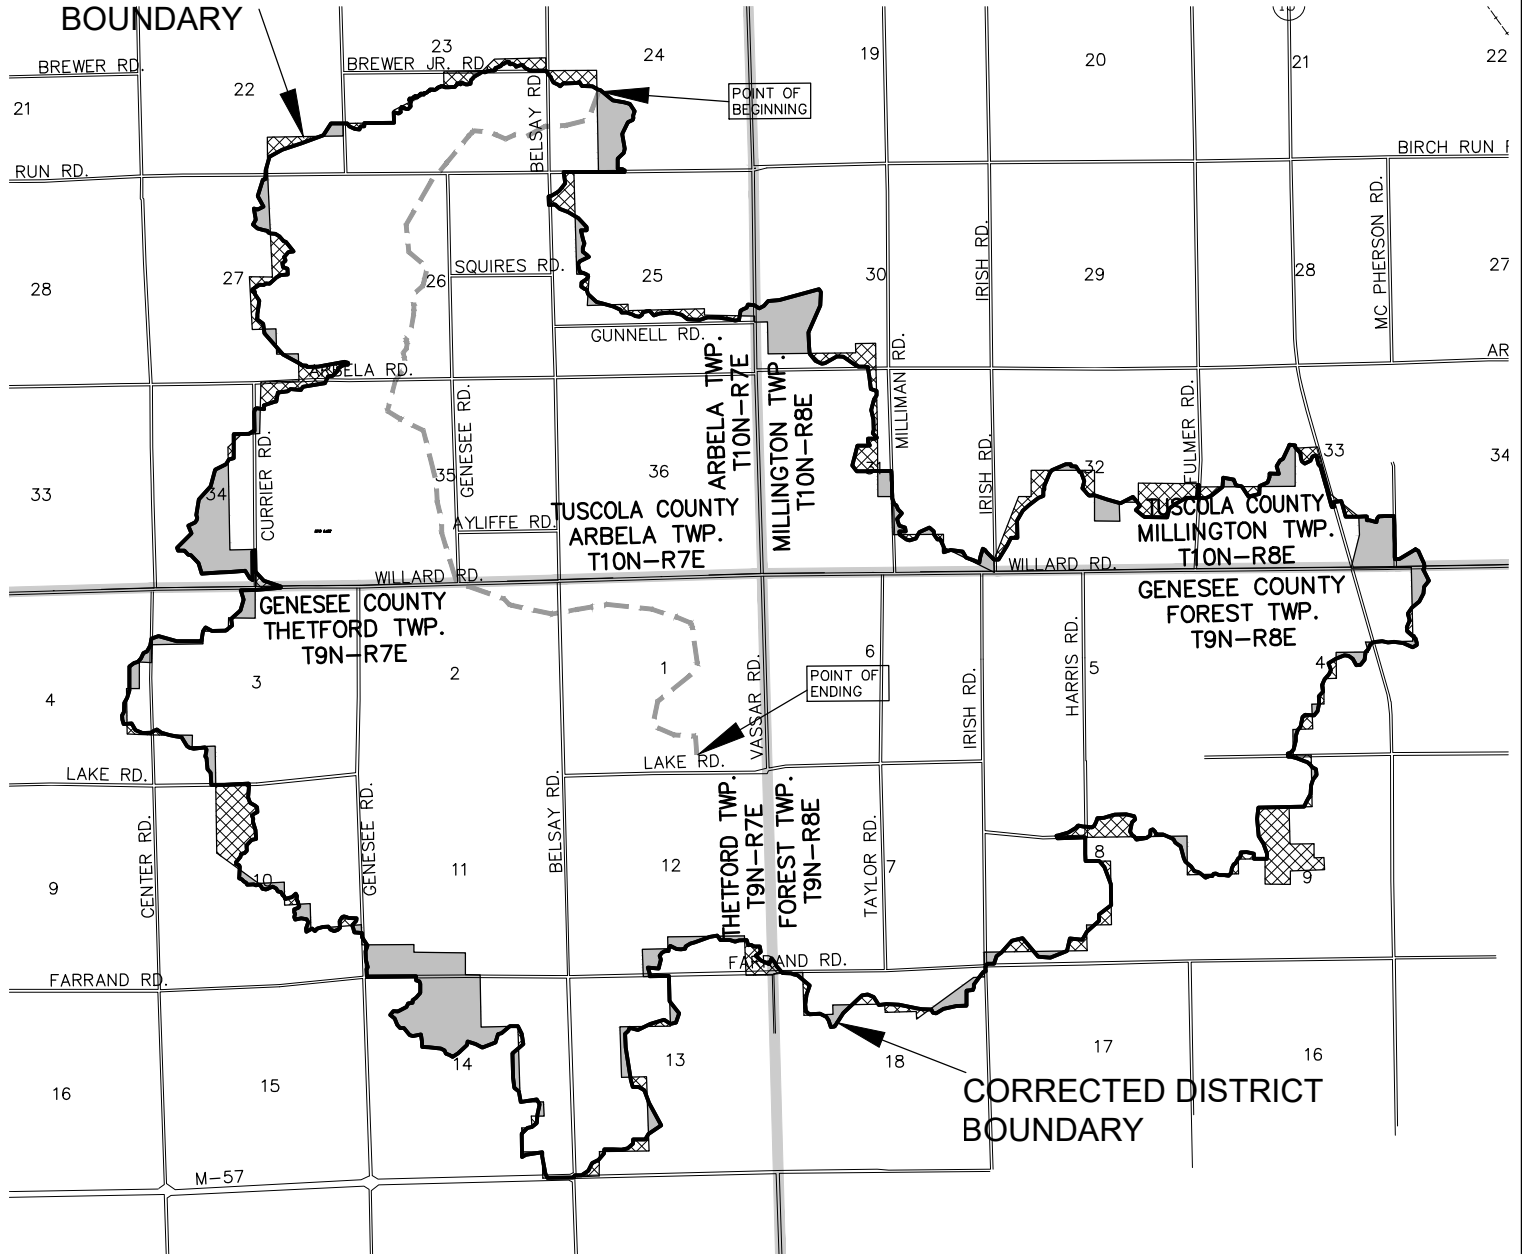 BOUNDARY
23
24
19
20
21
22
BREWER RD.
BREWER JR. RD.
22
21
POINT OF
BEGINNING
BELSAY RD.
BIRCH RUN
RUN RD.
MC PHERSON RD.
IRISH RD.
28
27
26
SQUIRES RD.
25
30
29
28
27
GUNNELL RD.
ARBELA RD.
MILLIMAN RD.
AR
ARBELA TWP.
T10N-R7E
MILLINGTON TWP.
T10N-R8E
GENESEE RD.
FULMER RD.
CURRIER RD.
IRISH RD.
33
34
35
36
31
32
33
34
TUSCOLA COUNTY
ARBELA TWP.
T10N-R7E
AYLIFFE RD.
TUSCOLA COUNTY
MILLINGTON TWP.
T10N-R8E
WILLARD RD.
WILLARD RD.
GENESEE COUNTY
THETFORD TWP.
T9N-R7E
GENESEE COUNTY
FOREST TWP.
T9N-R8E
4
3
2
1
6
5
4
POINT OF
ENDING
VASSAR RD.
IRISH RD.
HARRIS RD.
LAKE RD.
LAKE RD.
CENTER RD.
GENESEE RD.
BELSAY RD.
THETFORD TWP.
T9N-R7E
FOREST TWP.
T9N-R8E
TAYLOR RD.
9
10
11
12
7
8
9
FARRAND RD.
FARRAND RD.
16
15
14
13
18
17
16
CORRECTED DISTRICT
BOUNDARY
M-57